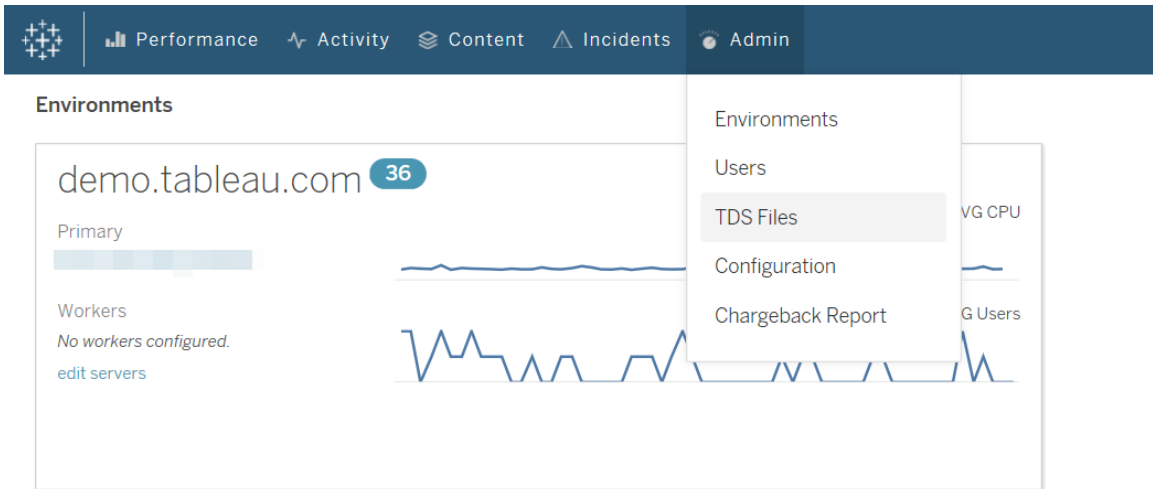 Performance Activity Content Incidents Admin
Environments
demo.tableau.com 36
Primary
Workers
No workers configured.
edit servers
Environments
Users
TDS Files
Configuration
Chargeback Report
VG CPU
G Users